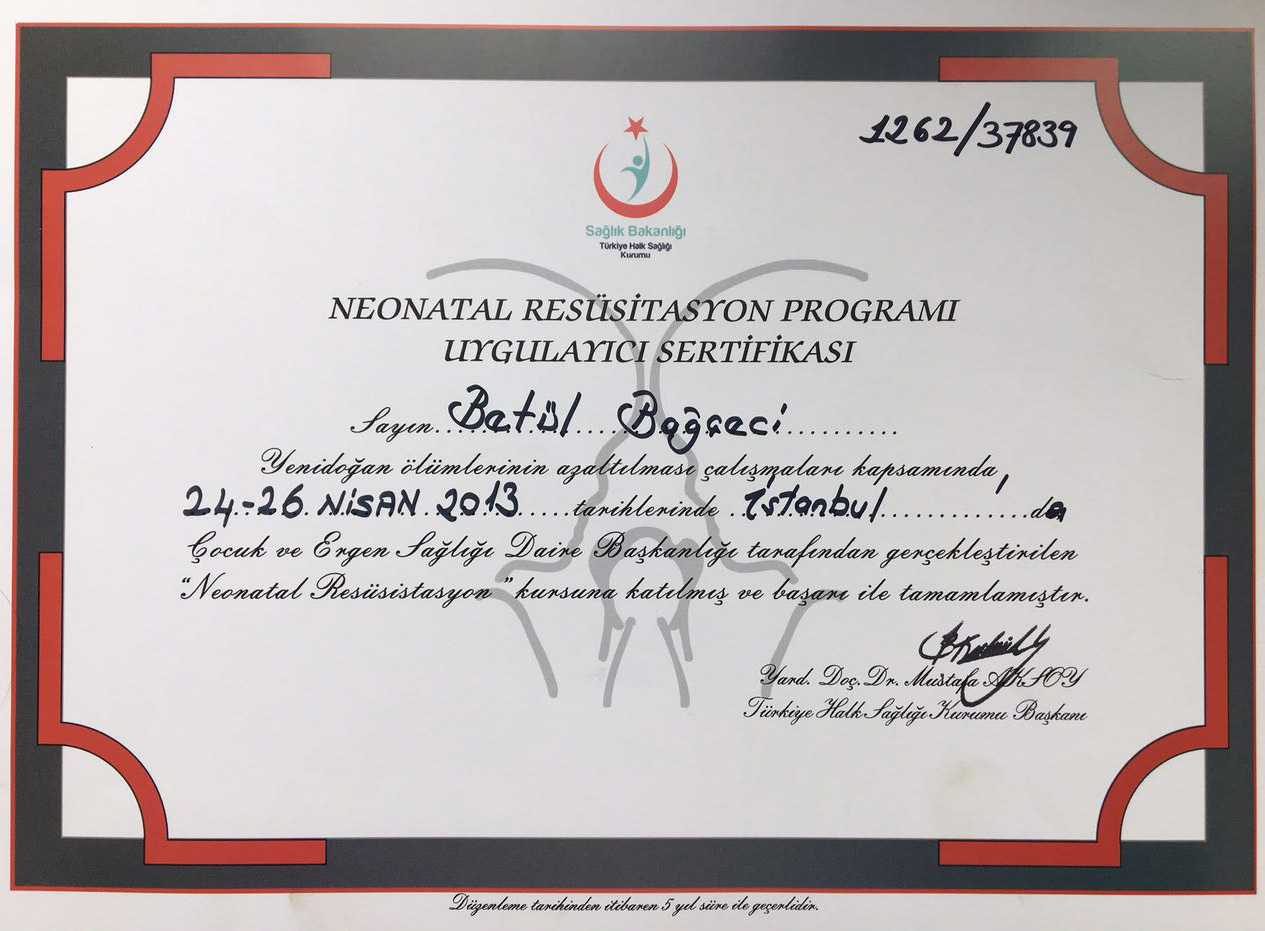 1262/37839
Sağlık Bakanlığı
Türkiye Halk Sağlığı
Kurumu
NEONATAL RESÜSİTASYON PROGRAMI
UYGULAYICI SERTİFİKASI
Sayın..Betül....Bağçeci..........
Yenidoğan ölümlerinin azaltılması çalışmaları kapsamında,
24-26 NİSAN 2013.....tarihlerinde ..İstanbul.............da
Çocuk ve Ergen Sağlığı Daire Başkanlığı tarafından gerçekleştirilen
“Neonatal Resüsistasyon ” kursuna katılmış ve başarı ile tamamlamıştır.
Yard. Doç. Dr. Mustafa AKSOY
Türkiye Halk Sağlığı Kurumu Başkanı
Düzenleme tarihinden itibaren 5 yıl süre ile geçerlidir.